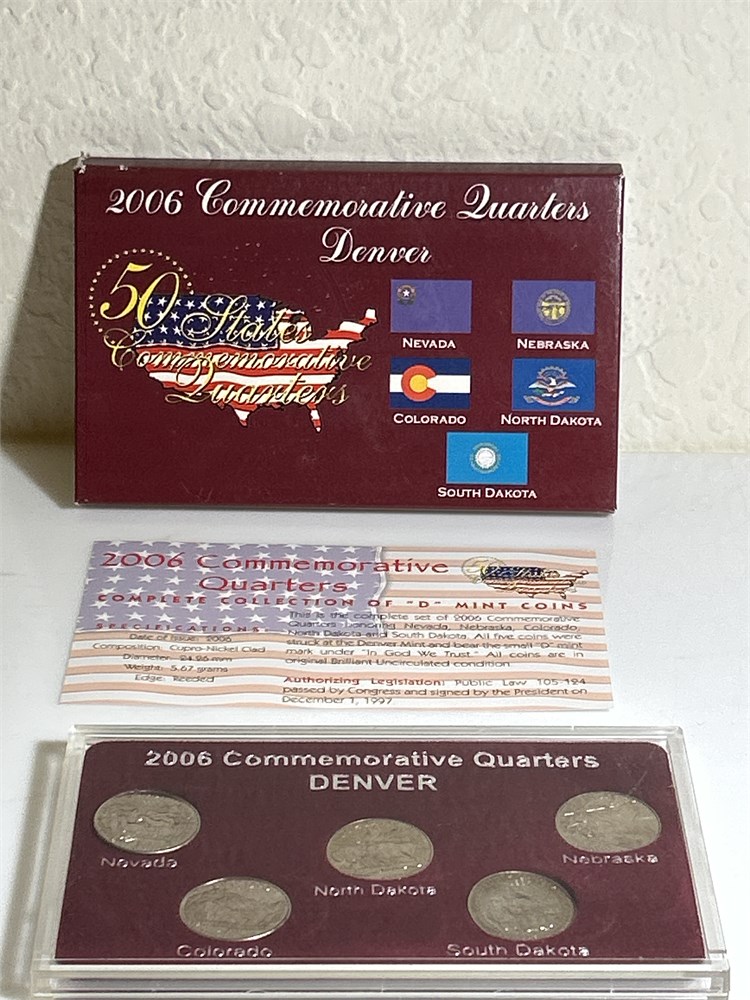 2006 Commemorative Quarters
Denver
50 States
Commemorative
Quarters
NEVADA
NEBRASKA
COLORADO
NORTH DAKOTA
SOUTH DAKOTA
2006 Commemorative
Quarters
COMPLETE COLLECTION OF "D" MINT COINS
SPECIFICATIONS
Date of Issue: 2006
Composition: Cupro-Nickel Clad
Diameter: 24.26 mm
Weight: 5.67 grams
Edge: Reeded
This is the complete set of 2006 Commemorative
Quarters honoring Nevada, Nebraska, Colorado,
North Dakota and South Dakota. All five coins were
struck at the Denver Mint and bear the small "D" mint
mark under "In God We Trust." All coins are in
original Brilliant Uncirculated condition.
Authorizing Legislation: Public Law 105-124
passed by Congress and signed by the President on
December 1, 1997
2006 Commemorative Quarters
DENVER
Nevada
North Dakota
Nebraska
Colorado
South Dakota